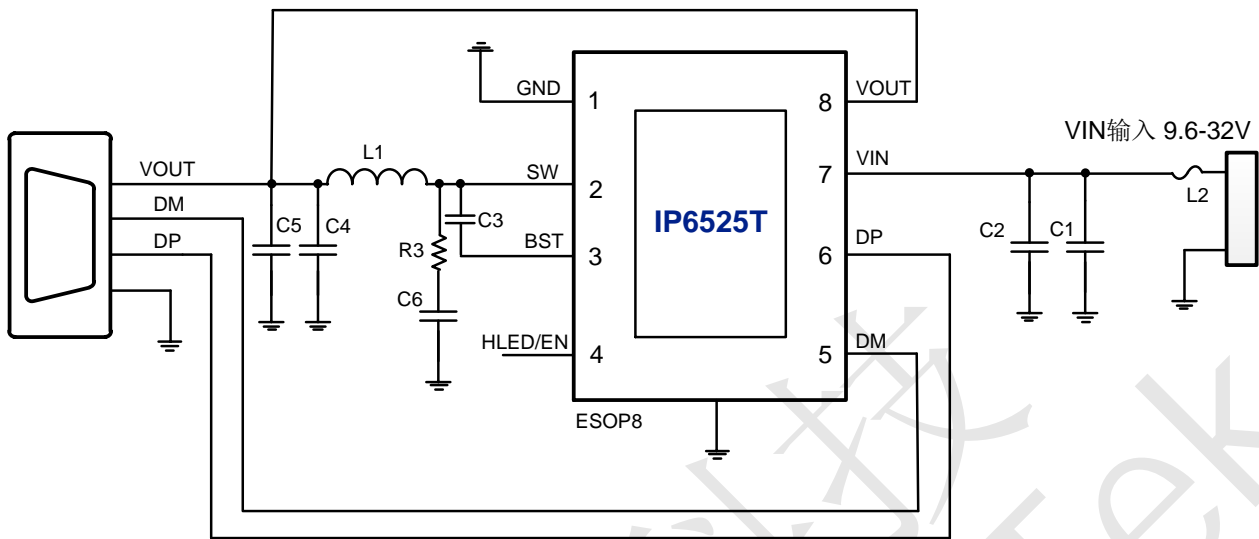 GND
1
8
VOUT
VIN输入 9.6-32V
VOUT
L1
SW
2
7
VIN
L2
DM
C5
C4
C3
IP6525T
C2
C1
DP
R3
BST
3
6
DP
C6
HLED/EN
4
5
DM
ESOP8
技
Tek